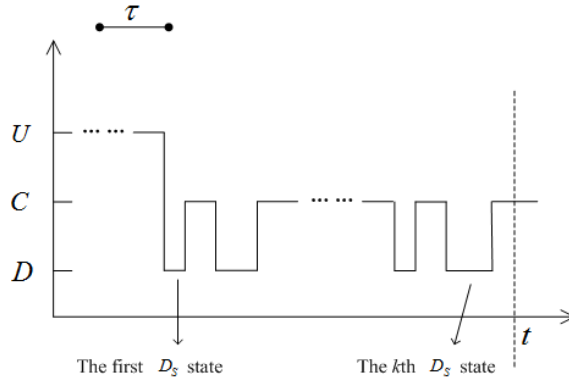 τ
U
C
D
t
The first D_S state
The kth D_S state